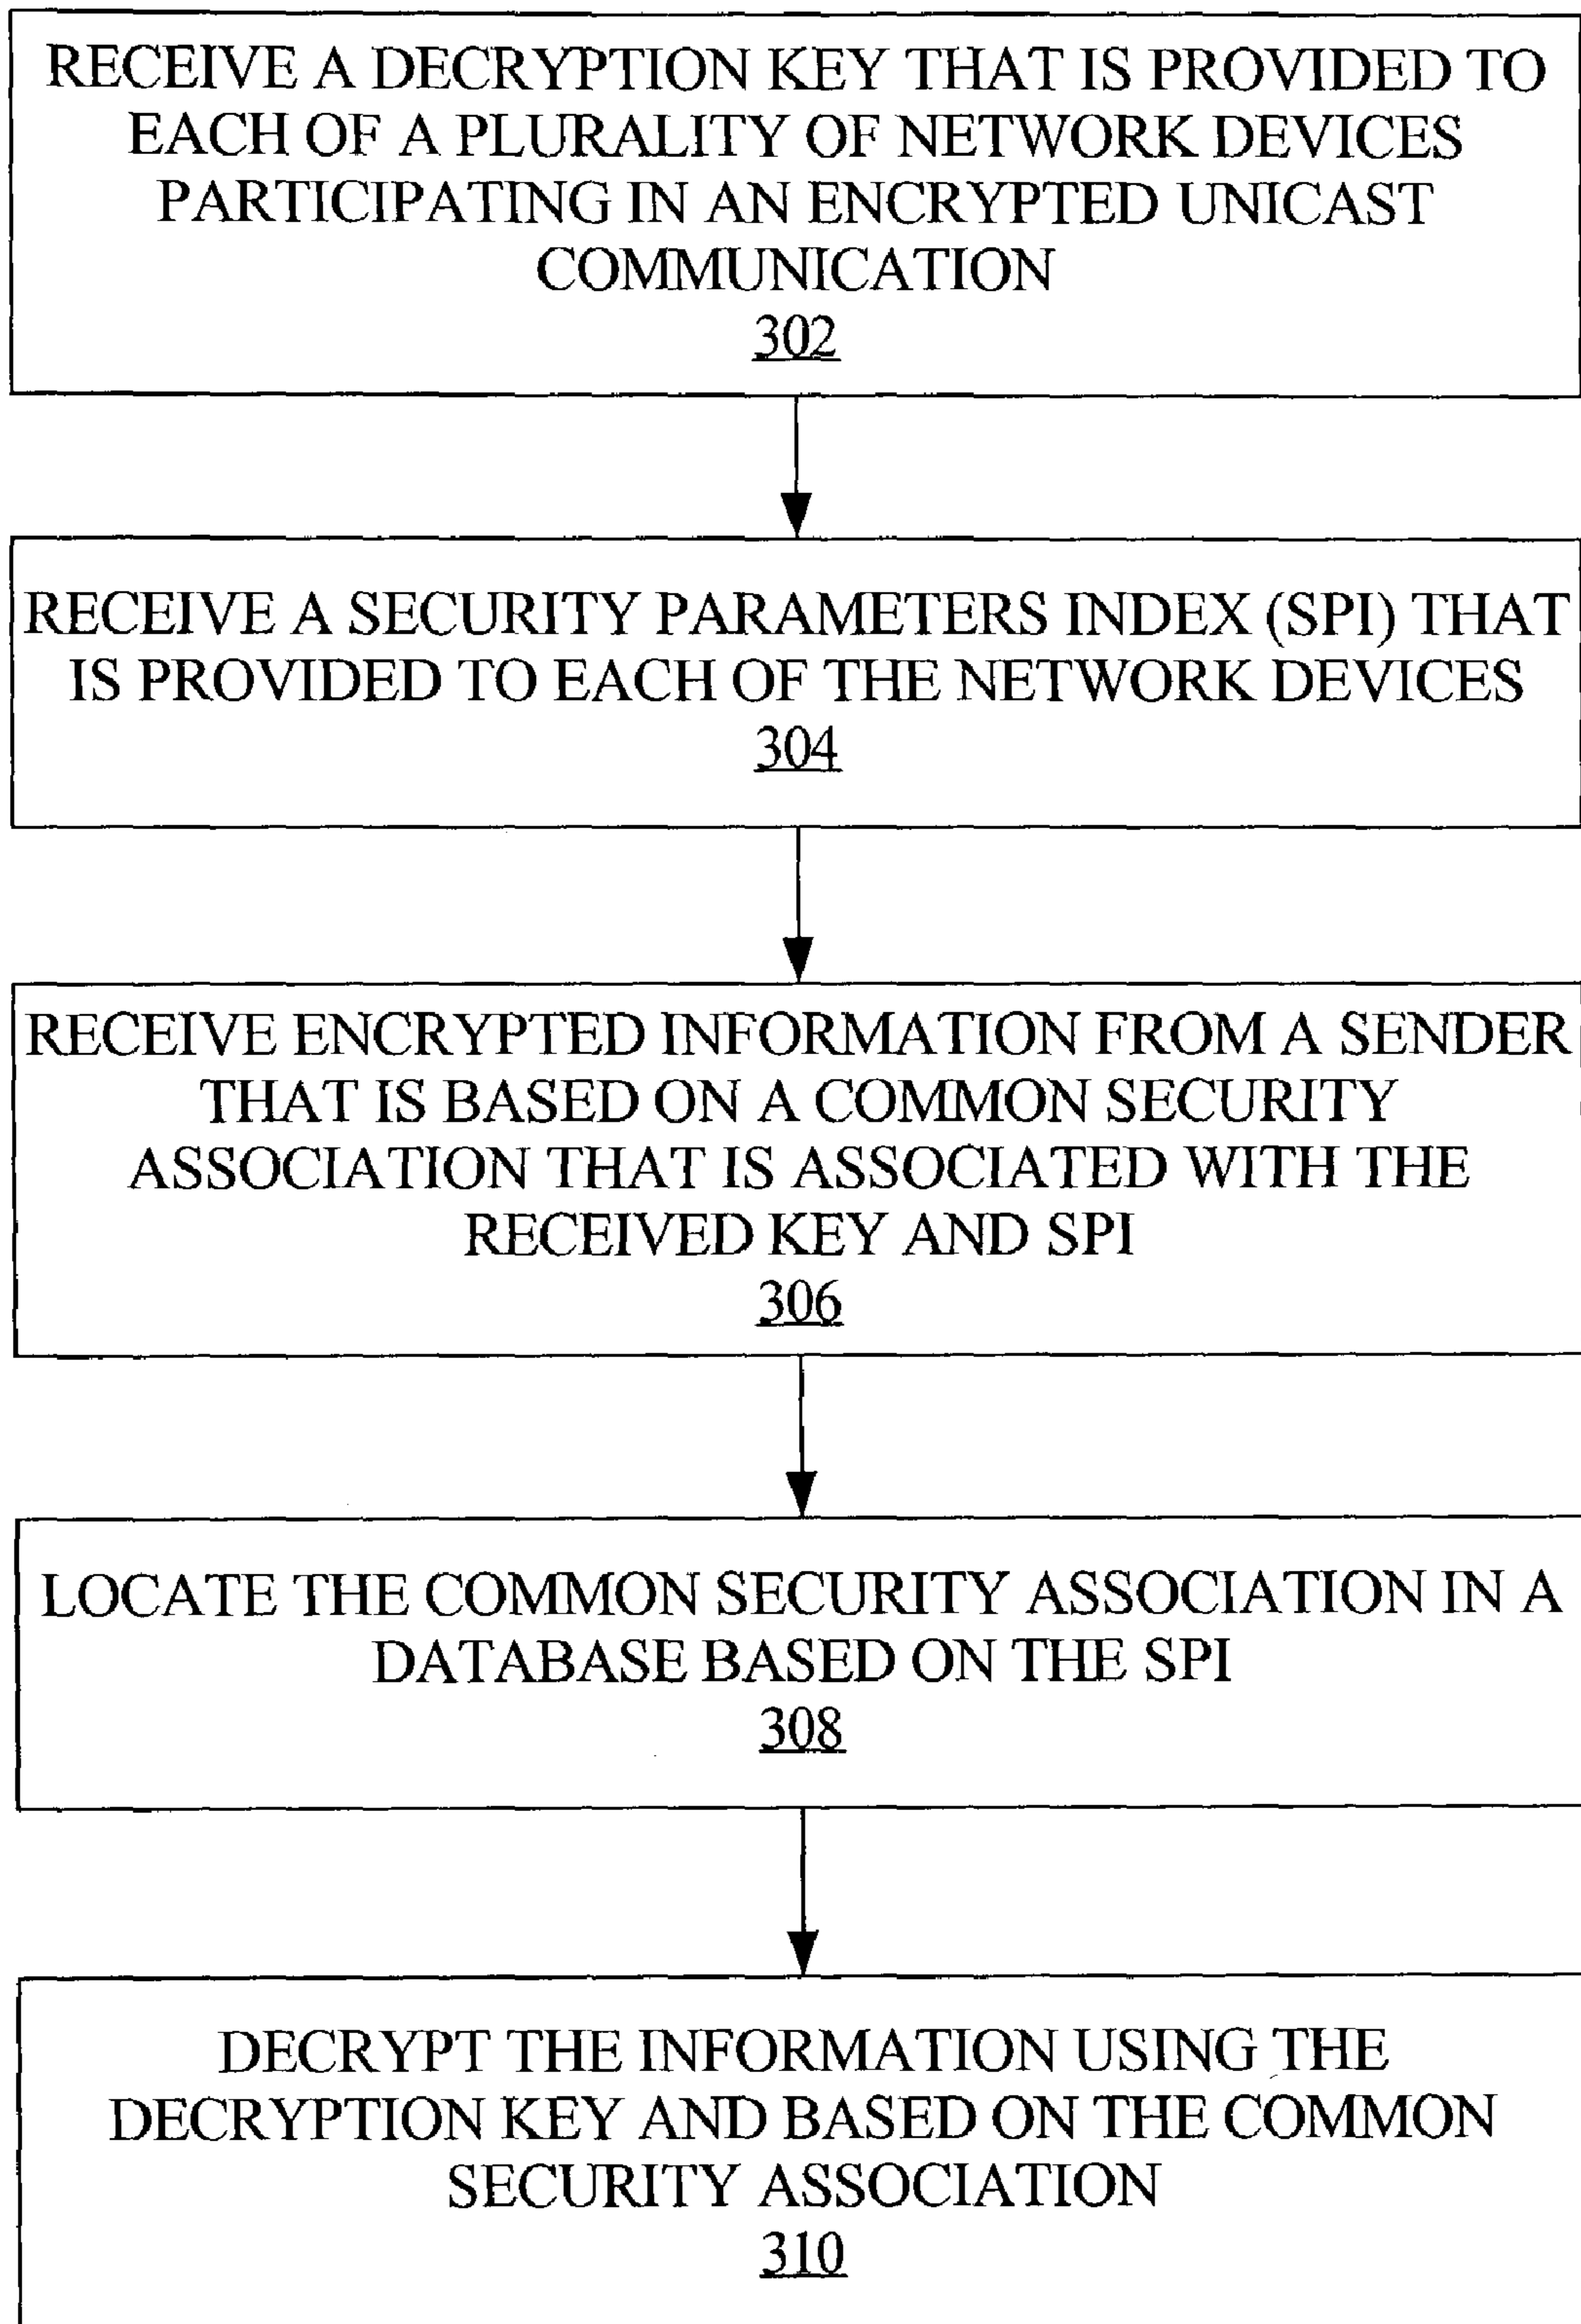 RECEIVE A DECRYPTION KEY THAT IS PROVIDED TO
EACH OF A PLURALITY OF NETWORK DEVICES
PARTICIPATING IN AN ENCRYPTED UNICAST
COMMUNICATION
302
RECEIVE A SECURITY PARAMETERS INDEX (SPI) THAT
IS PROVIDED TO EACH OF THE NETWORK DEVICES
304
RECEIVE ENCRYPTED INFORMATION FROM A SENDER
THAT IS BASED ON A COMMON SECURITY
ASSOCIATION THAT IS ASSOCIATED WITH THE
RECEIVED KEY AND SPI
306
LOCATE THE COMMON SECURITY ASSOCIATION IN A
DATABASE BASED ON THE SPI
308
DECRYPT THE INFORMATION USING THE
DECRYPTION KEY AND BASED ON THE COMMON
SECURITY ASSOCIATION
310